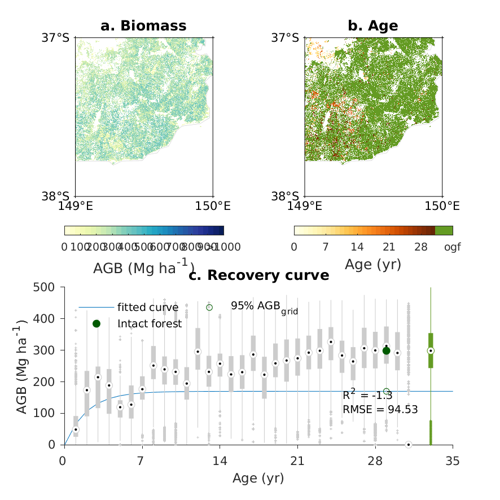 a. Biomass
b. Age
37°S
37°S
38°S
38°S
149°E 150°E
149°E 150°E
0 100 200 300 400 500 600 700 800 900 >1000
AGB (Mg ha-1)
0 7 14 21 28 ogf
Age (yr)
c. Recovery curve
500
400
300
200
100
0
AGB (Mg ha-1)
fitted curve
95% AGBgrid
Intact forest
R2 = -1.3
RMSE = 94.53
0 7 14 21 28 35
Age (yr)